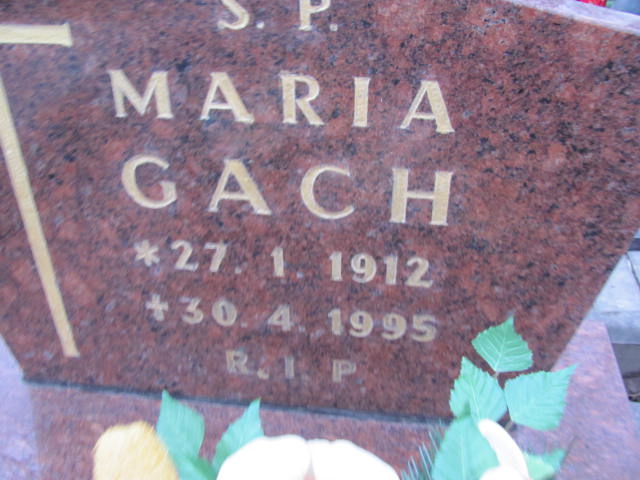 S. P.
MARIA
GACH
*27. 1. 1912
+30. 4. 1995
R. I. P